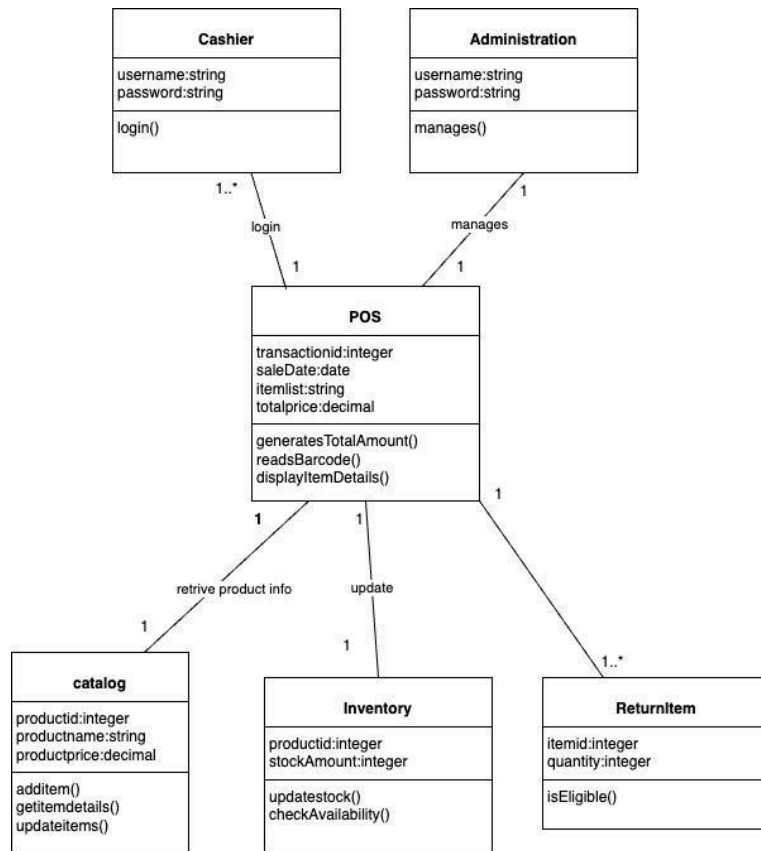 Cashier
username:string
password:string
login()
Administration
username:string
password:string
manages()
1..*
login
1
1
manages
1
POS
transactionid:integer
saleDate:date
itemlist:string
totalprice:decimal
generatesTotalAmount()
readsBarcode()
displayItemDetails()
1
retrive product info
1
1
update
1
1
1..*
catalog
productid:integer
productname:string
productprice:decimal
additem()
getitemdetails()
updateitems()
Inventory
productid:integer
stockAmount:integer
updatestock()
checkAvailability()
ReturnItem
itemid:integer
quantity:integer
isEligible()